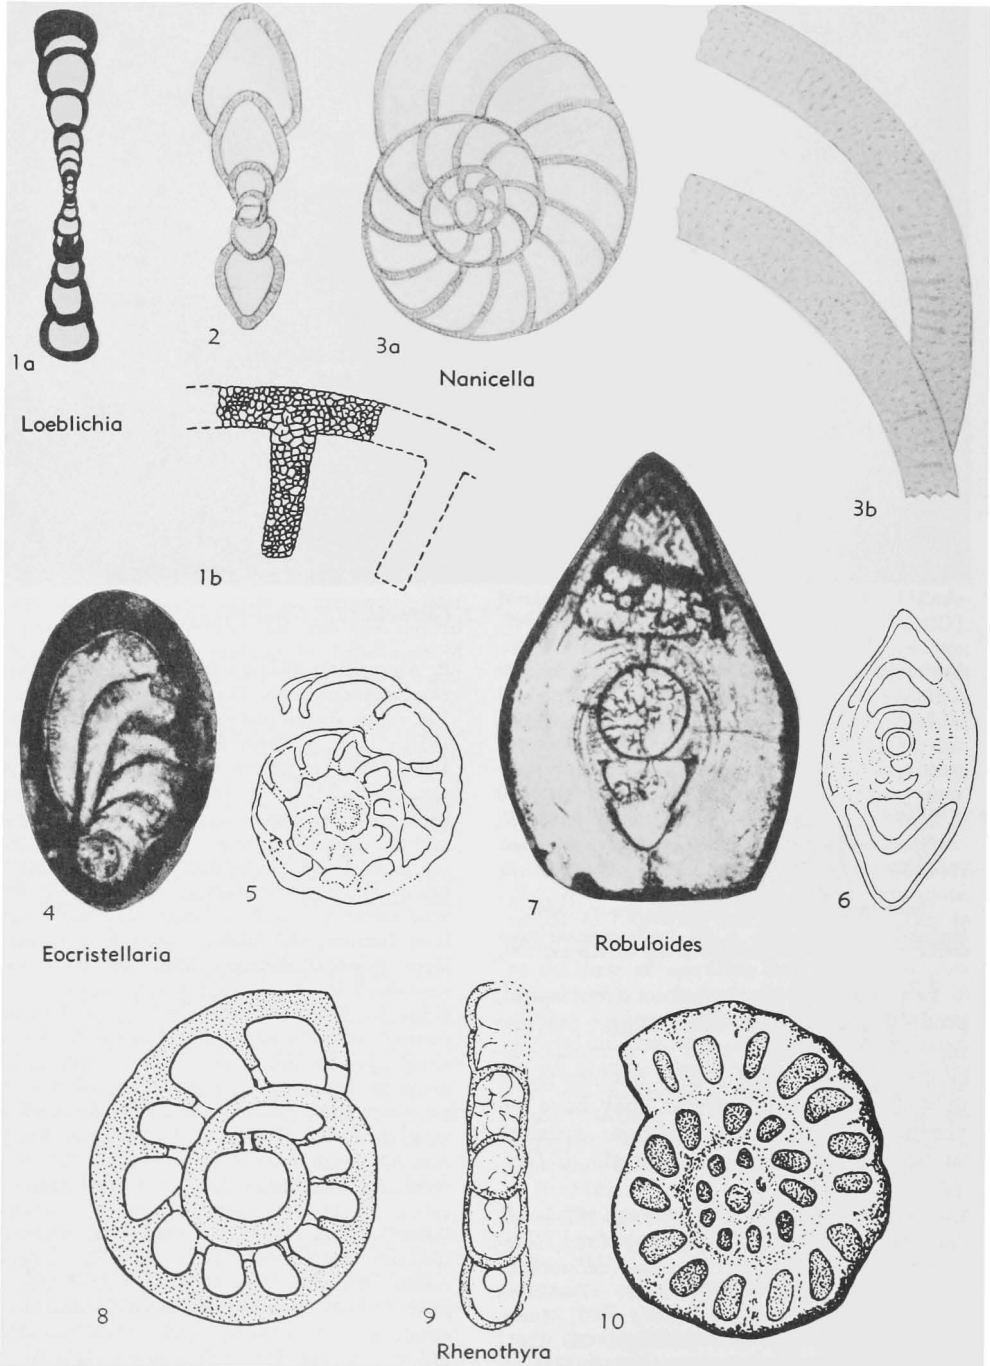 2
3a
1a
Nanicella
Loeblichia
3b
1b
4
5
7
6
Eocristellaria
Robuloides
8
9
10
Rhenothyra